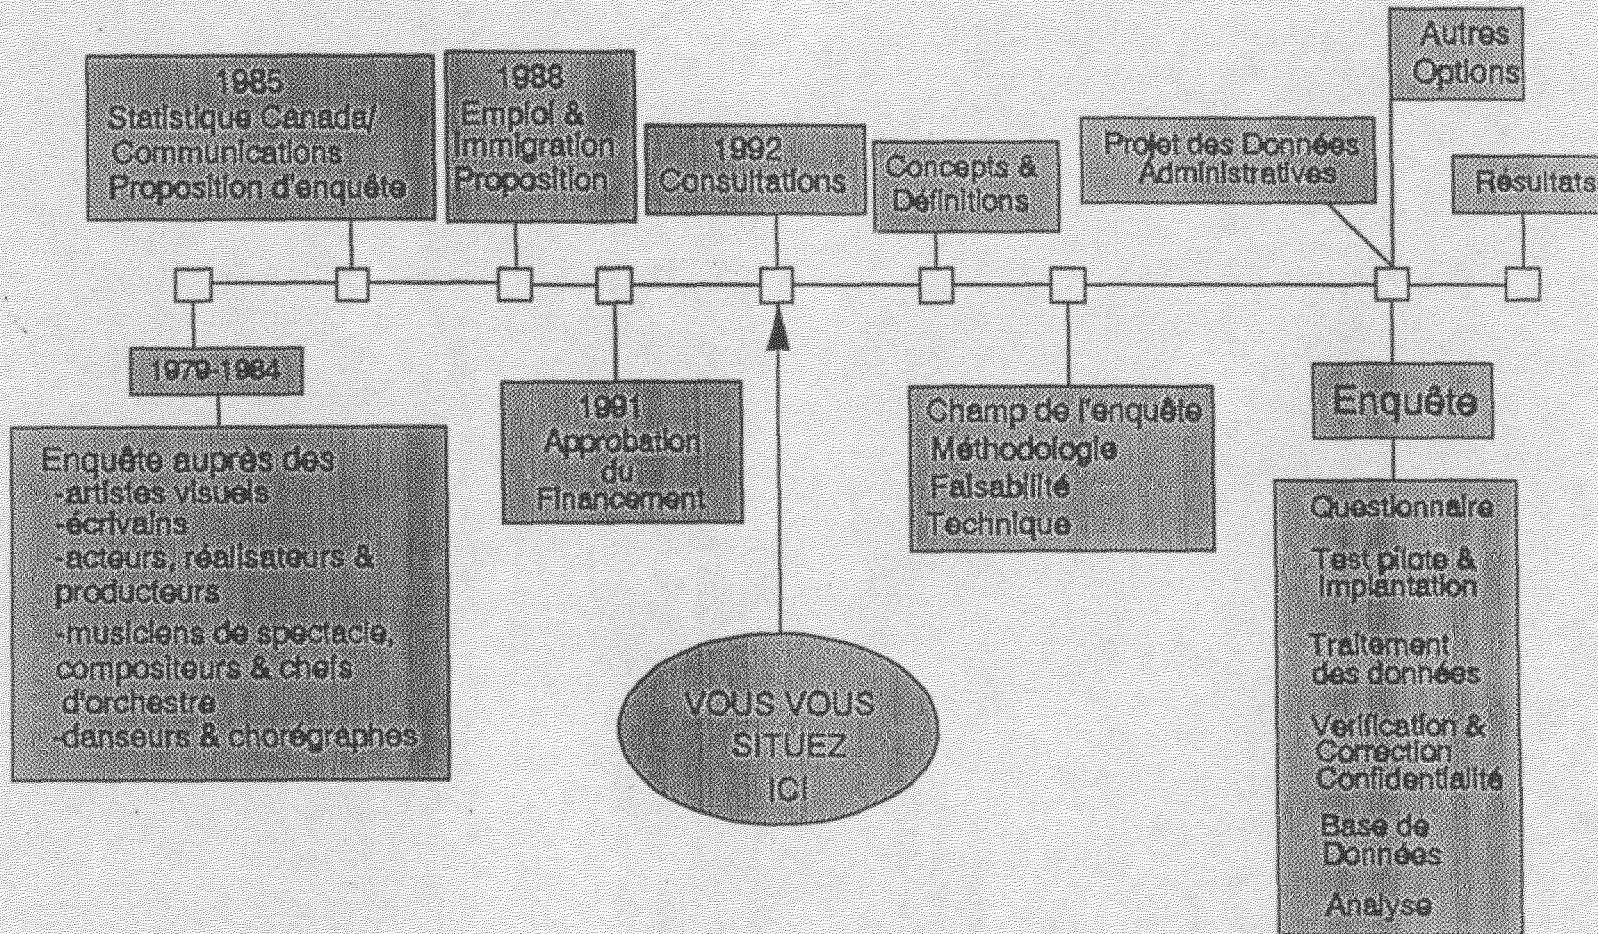 1985
Statistique Canada/
Communications
Proposition d'enquête
1988
Emploi &
Immigration
Proposition
1992
Consultations
Concepts &
Définitions
Projet des Données
Administratives
Autres
Options
Résultats
1979-1984
Enquête auprès des
-artistes visuels
-écrivains
-acteurs, réalisateurs &
producteurs
-musiciens de spectacle,
compositeurs & chefs
d'orchestre
-danseurs & chorégraphes
1991
Approbation
du
Financement
VOUS VOUS
SITUEZ
ICI
Champ de l'enquête
Méthodologie
Faisabilité
Technique
Enquête
Questionnaire
Test pilote &
Implantation
Traitement
des données
Verification &
Correction
Confidentialité
Base de
Données
Analyse